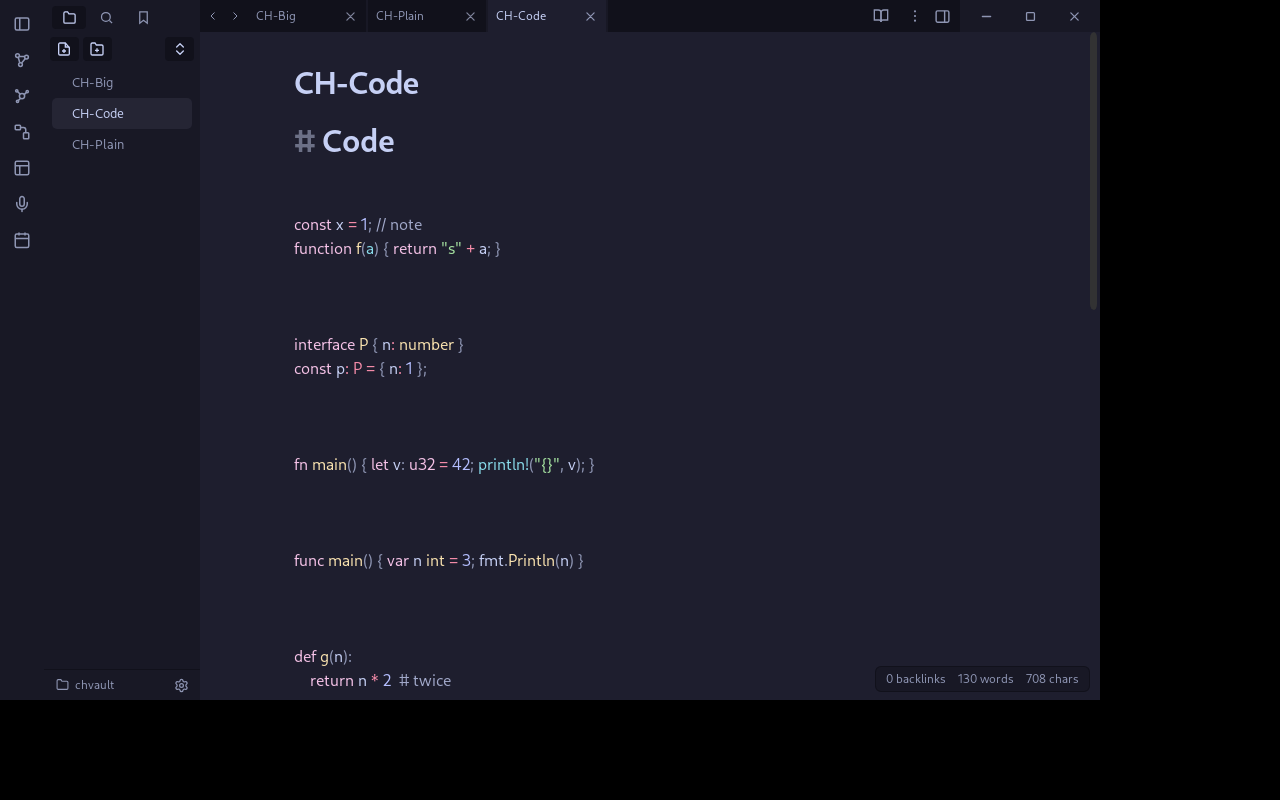 CH-Big
CH-Plain
CH-Code
CH-Big
CH-Code
CH-Plain
CH-Code
# Code
const x = 1; // note
function f(a) { return "s" + a; }
interface P { n: number }
const p: P = { n: 1 };
fn main() { let v: u32 = 42; println!("{}", v); }
func main() { var n int = 3; fmt.Println(n) }
def g(n):
    return n * 2  # twice
chvault
0 backlinks 130 words 708 chars